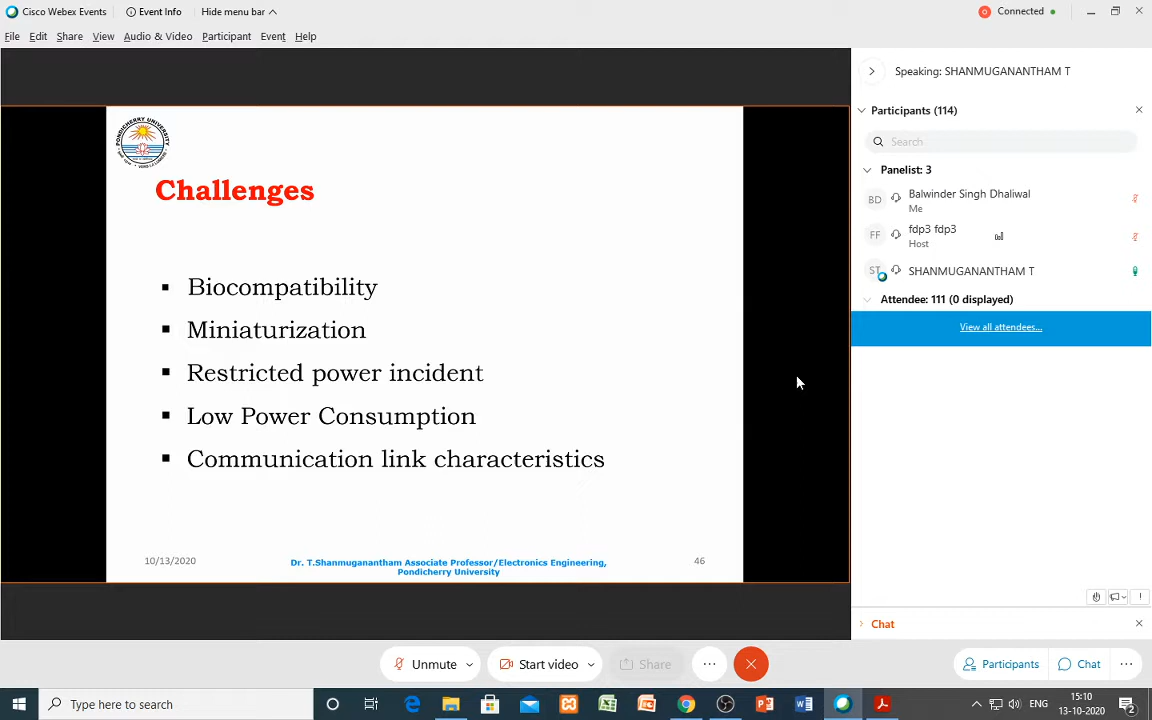 Cisco Webex Events
Event Info
Hide menu bar
Connected
File Edit Share View Audio & Video Participant Event Help
Speaking: SHANMUGANANTHAM T
Participants (114)
Search
Panelist: 3
BD Balwinder Singh Dhaliwal
Me
FF fdp3 fdp3
Host
ST SHANMUGANANTHAM T
Attendee: 111 (0 displayed)
View all attendees...
PONDICHERRY UNIVERSITY
Challenges
▪ Biocompatibility
▪ Miniaturization
▪ Restricted power incident
▪ Low Power Consumption
▪ Communication link characteristics
10/13/2020
Dr. T.Shanmuganantham Associate Professor/Electronics Engineering,
Pondicherry University
46
Chat
Unmute
Start video
Share
Participants
Chat
Type here to search
ENG
15:10
13-10-2020
2